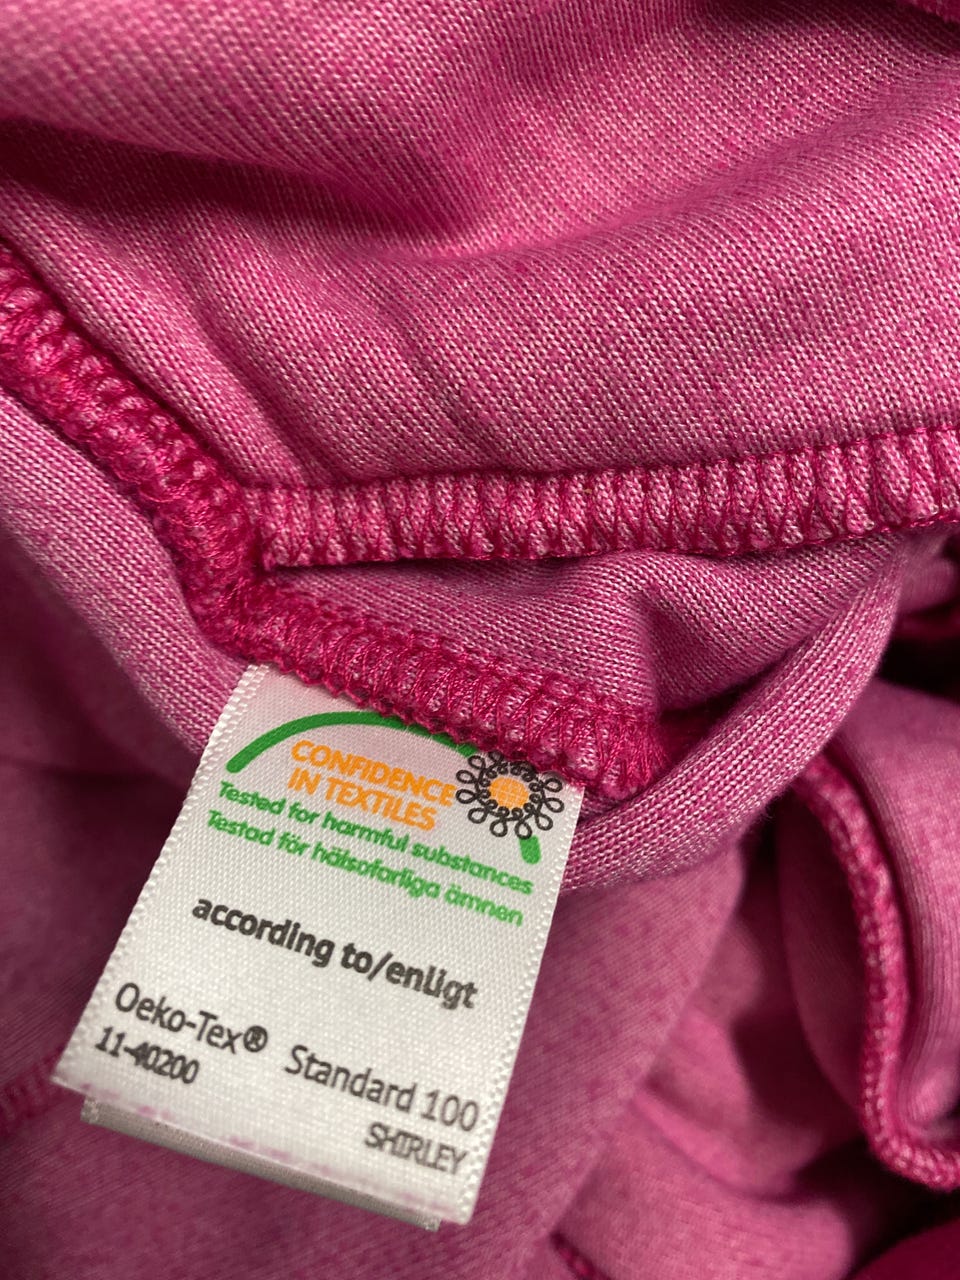 CONFIDENCE
IN TEXTILES
Tested for harmful substances
Testad för hälsofarliga ämnen
according to/enligt
Oeko-Tex® Standard 100
11-40200 SHIRLEY